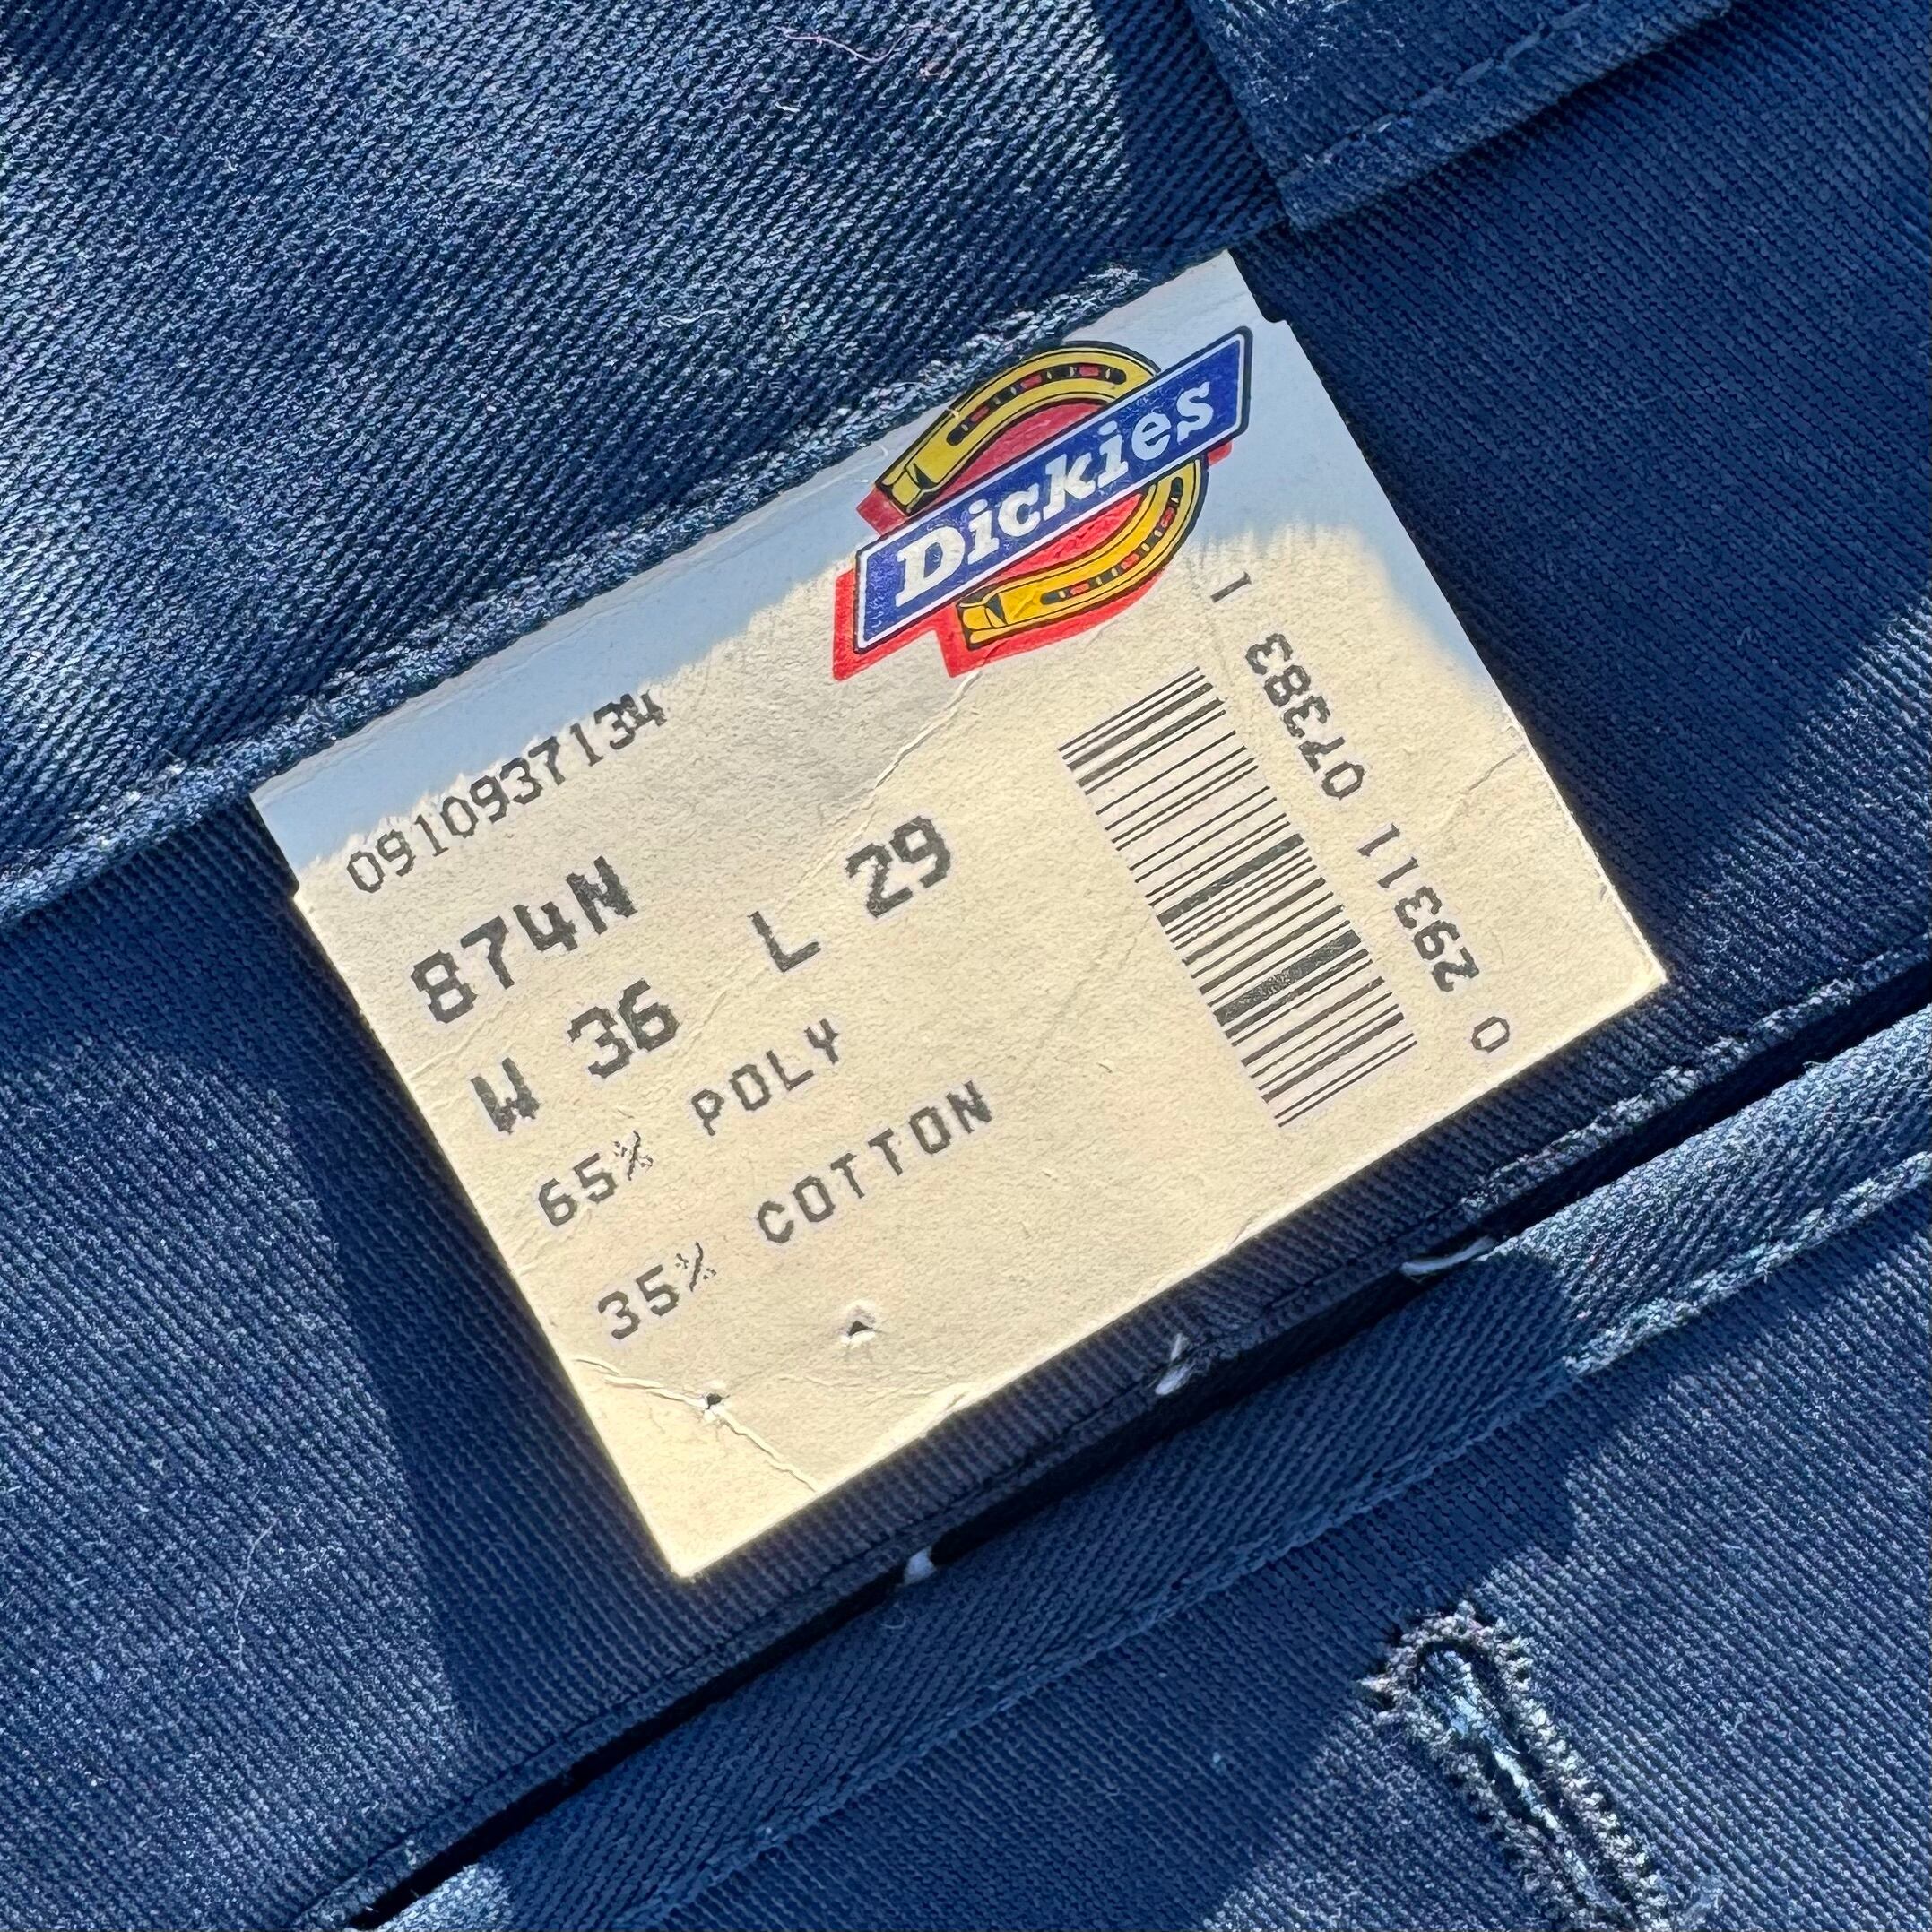 Dickies
0910937134
874N
W 36 L 29
65% POLY
35% COTTON
0 29311 07383 1